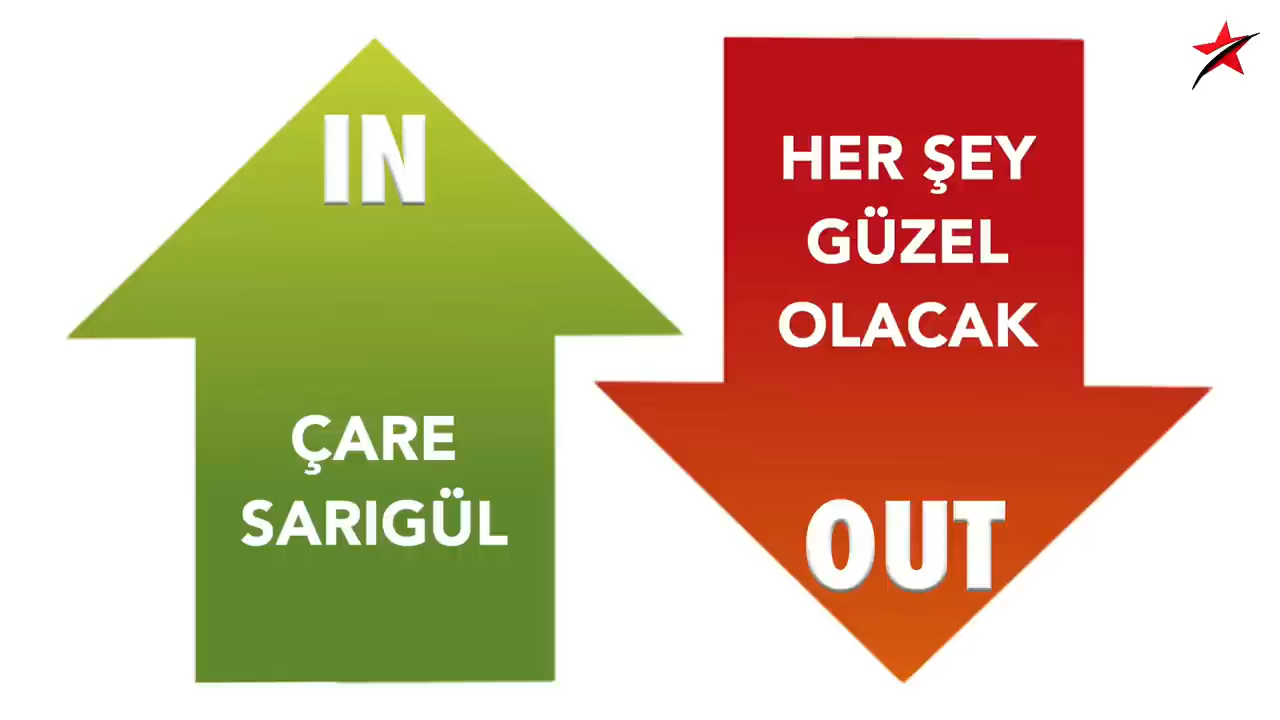 IN
ÇARE
SARIGÜL
HER ŞEY
GÜZEL
OLACAK
OUT